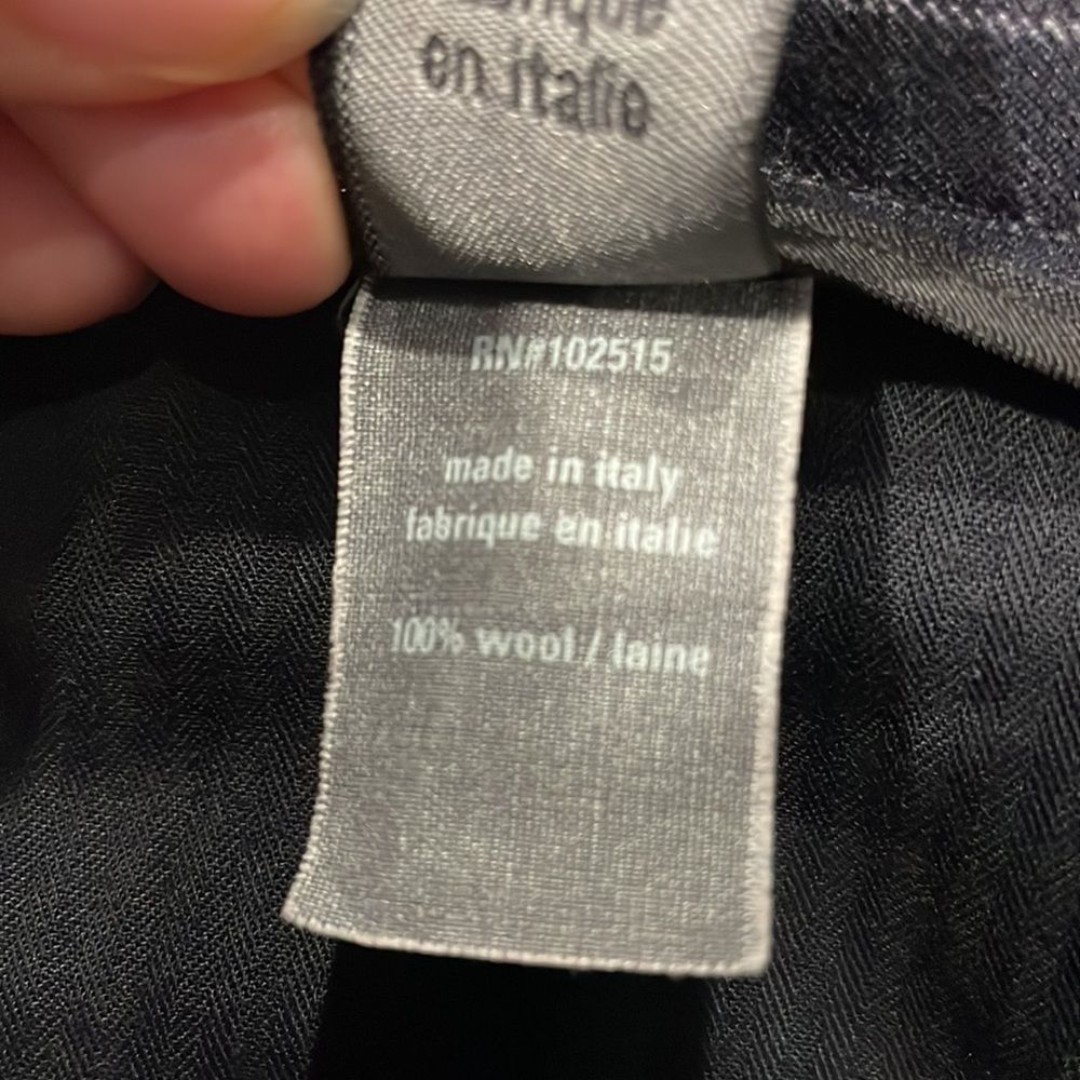 en italie
RN#102515
made in italy
fabrique en italie
100% wool / laine